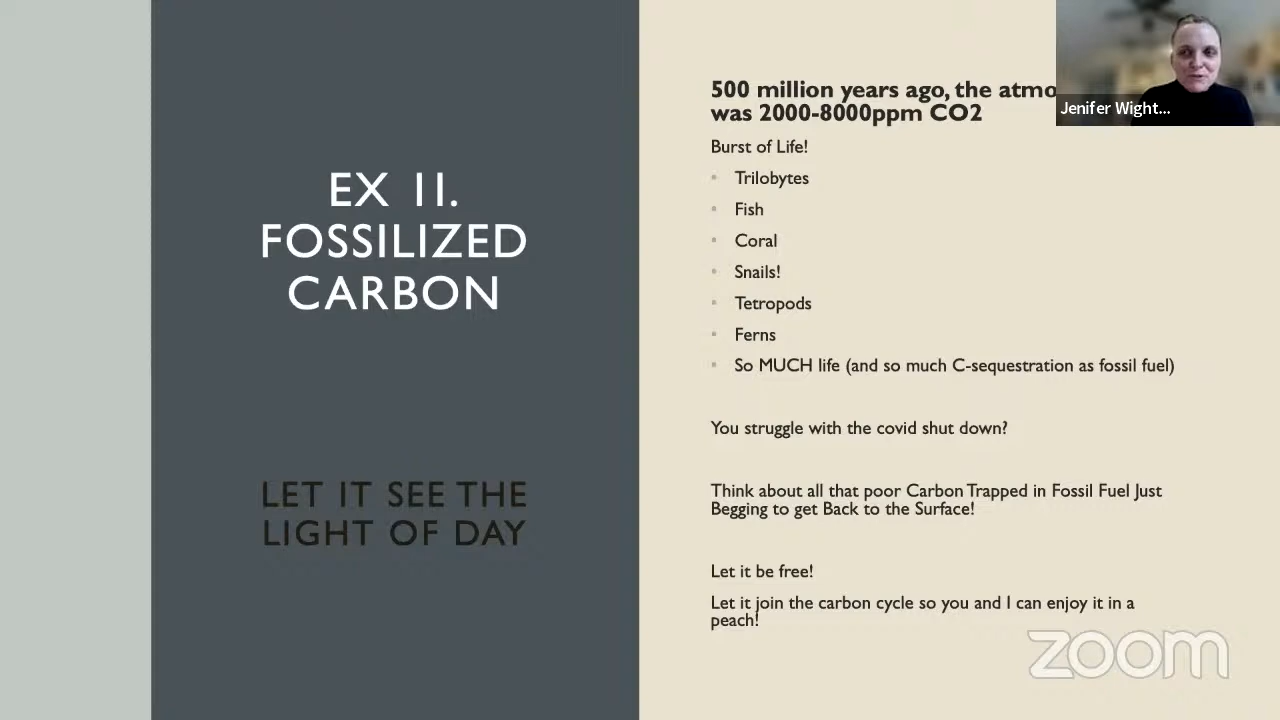 EX 11.
FOSSILIZED
CARBON
LET IT SEE THE
LIGHT OF DAY
500 million years ago, the atmo
was 2000-8000ppm CO2
Burst of Life!
• Trilobytes
• Fish
• Coral
• Snails!
• Tetropods
• Ferns
• So MUCH life (and so much C-sequestration as fossil fuel)
You struggle with the covid shut down?
Think about all that poor Carbon Trapped in Fossil Fuel Just
Begging to get Back to the Surface!
Let it be free!
Let it join the carbon cycle so you and I can enjoy it in a
peach!
Jenifer Wight...
zoom